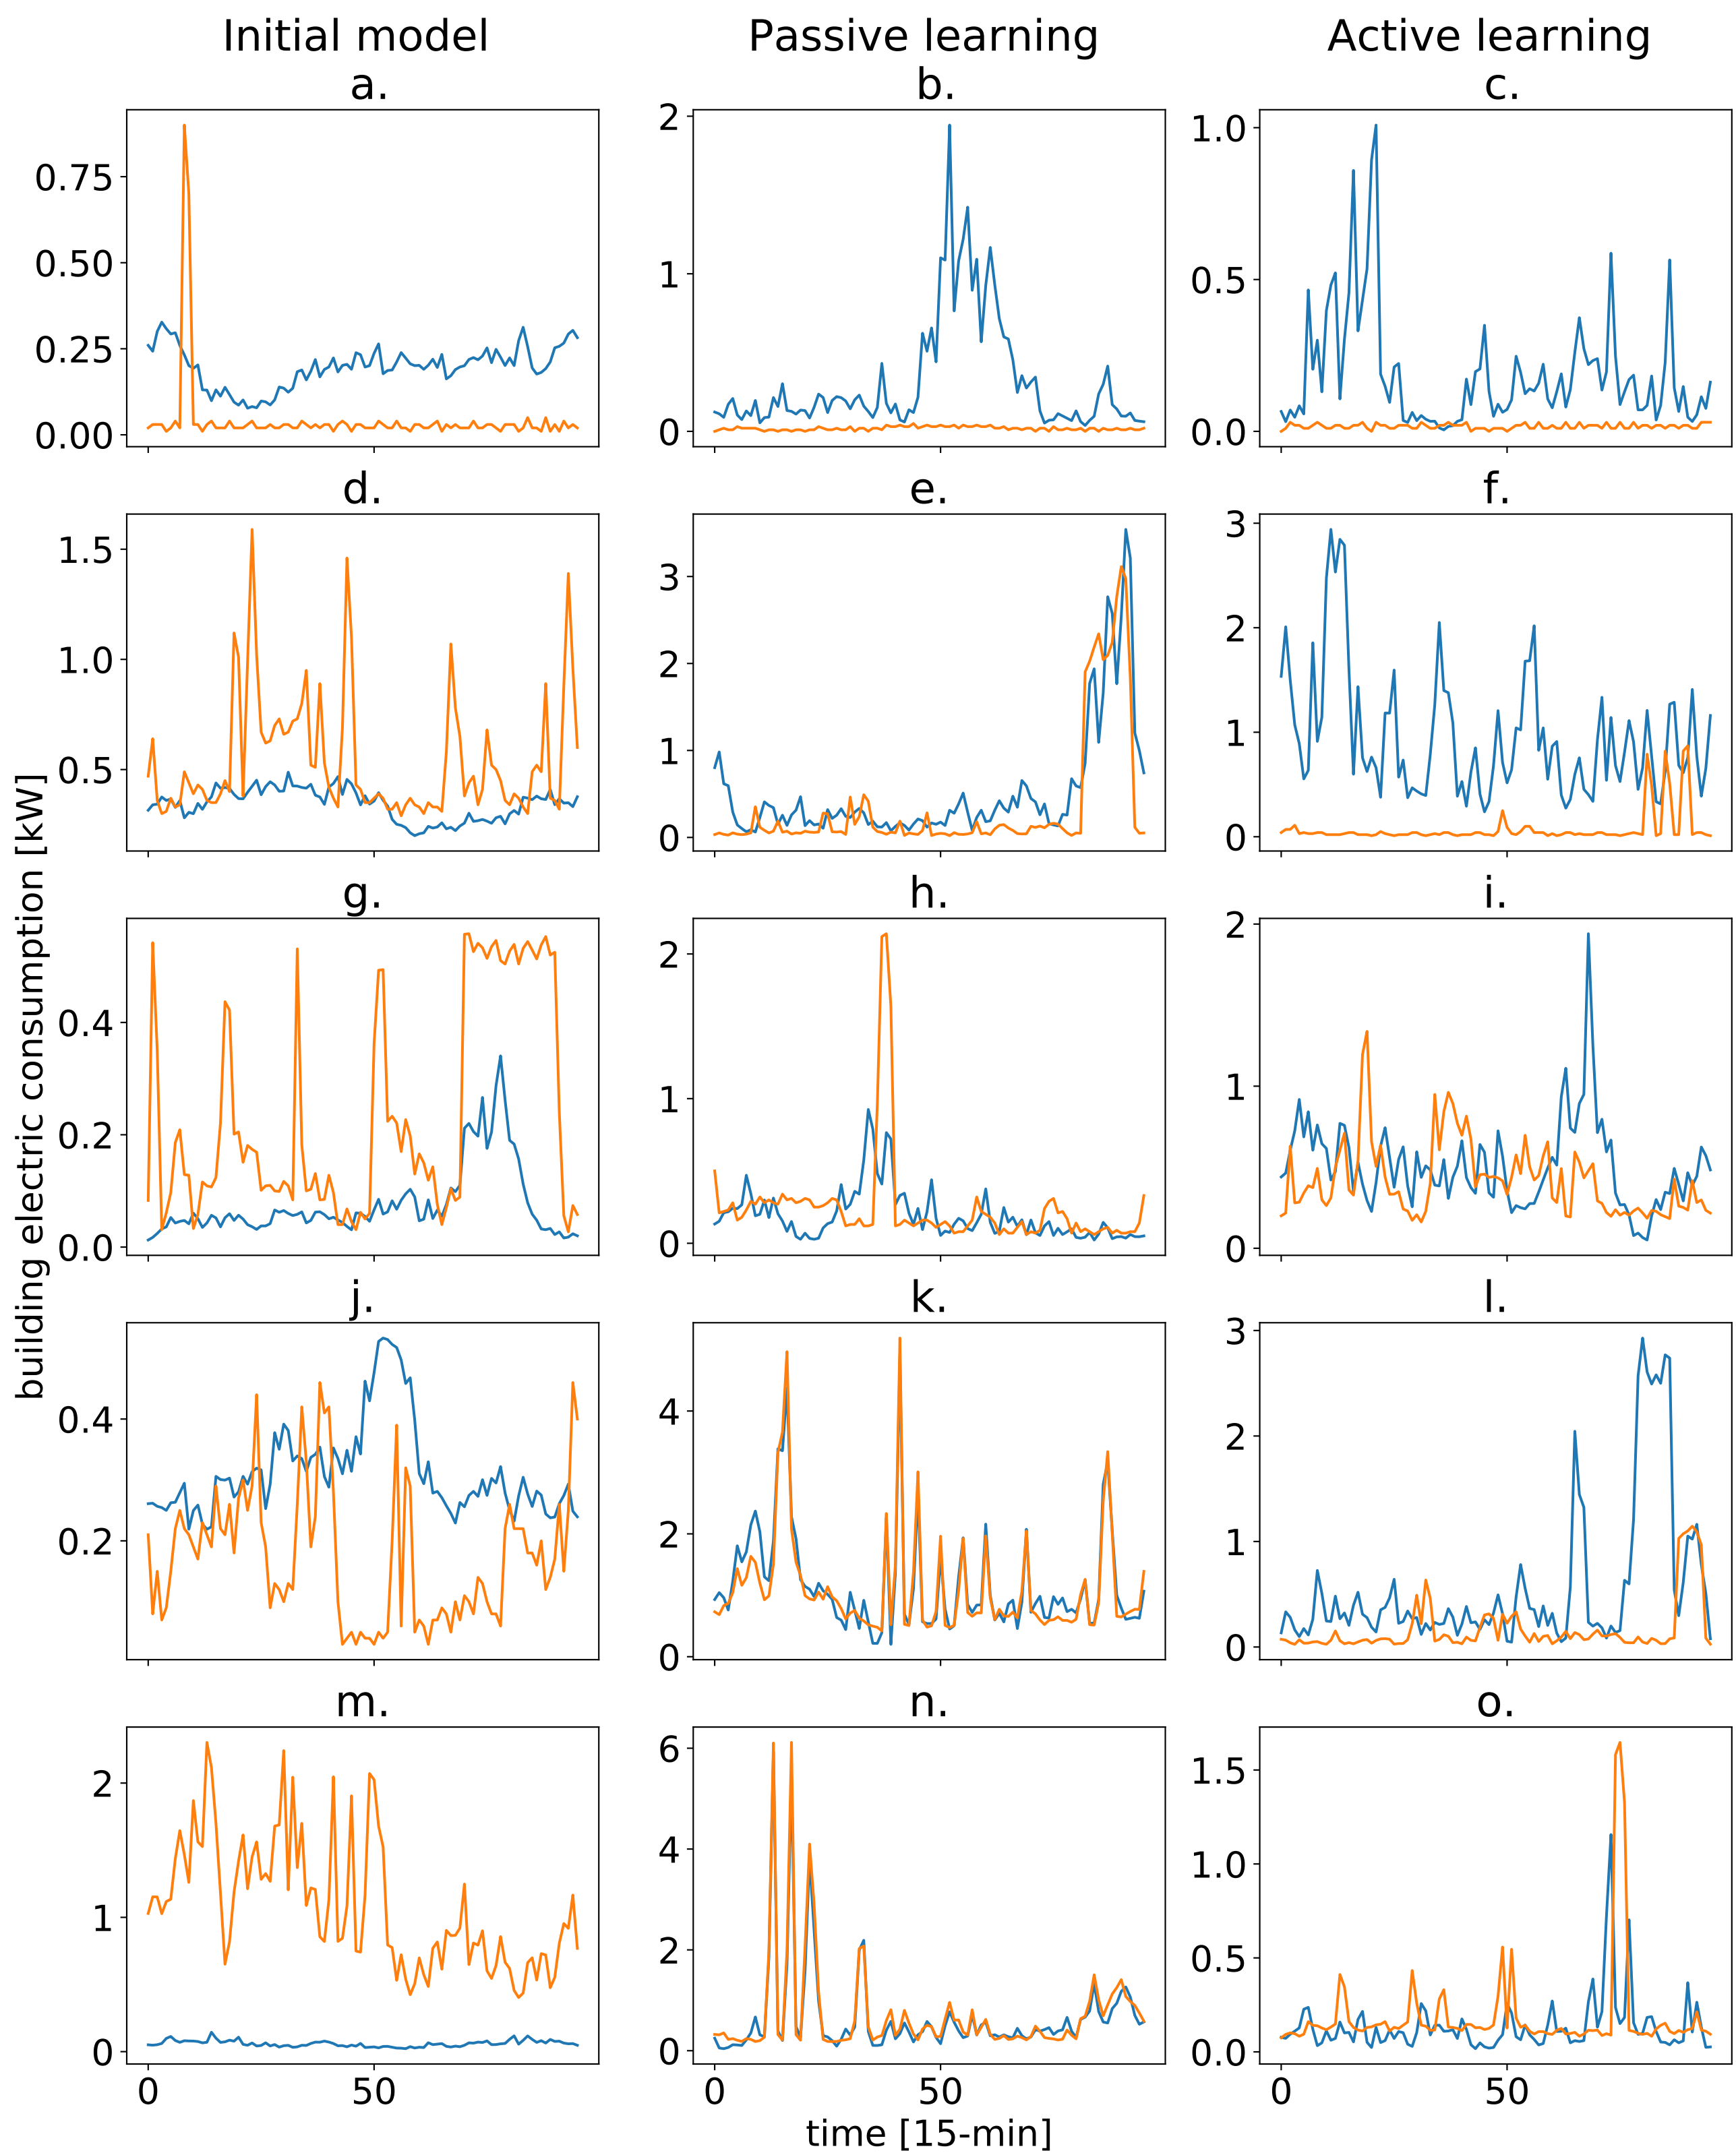 Initial model
Passive learning
Active learning
a.
b.
c.
0.75
0.50
0.25
0.00
2
1
0
1.0
0.5
0.0
d.
e.
f.
1.5
1.0
0.5
3
2
1
0
3
2
1
0
g.
h.
i.
0.4
0.2
0.0
2
1
0
2
1
0
building electric consumption [kW]
j.
k.
l.
0.4
0.2
4
2
0
3
2
1
0
m.
n.
o.
2
1
0
6
4
2
0
1.5
1.0
0.5
0.0
0 50
0 50
0 50
time [15-min]